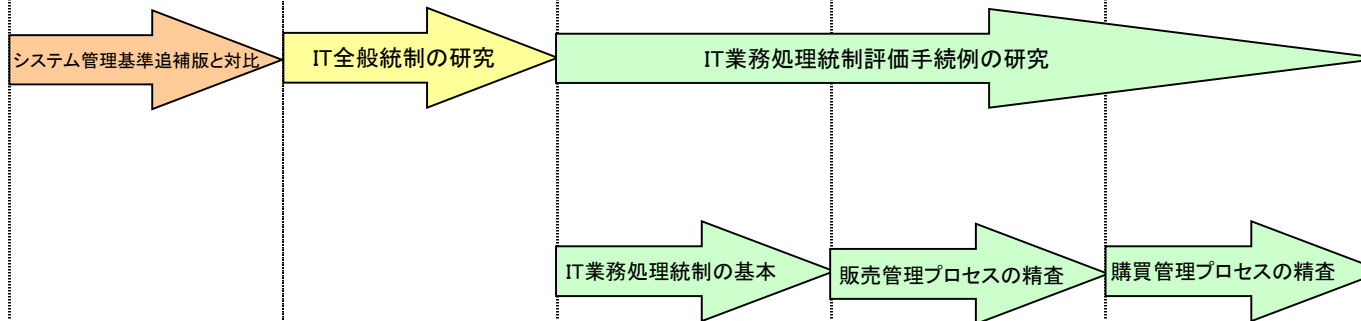 システム管理基準追補版と対比
IT全般統制の研究
IT業務処理統制評価手続例の研究
IT業務処理統制の基本
販売管理プロセスの精査
購買管理プロセスの精査